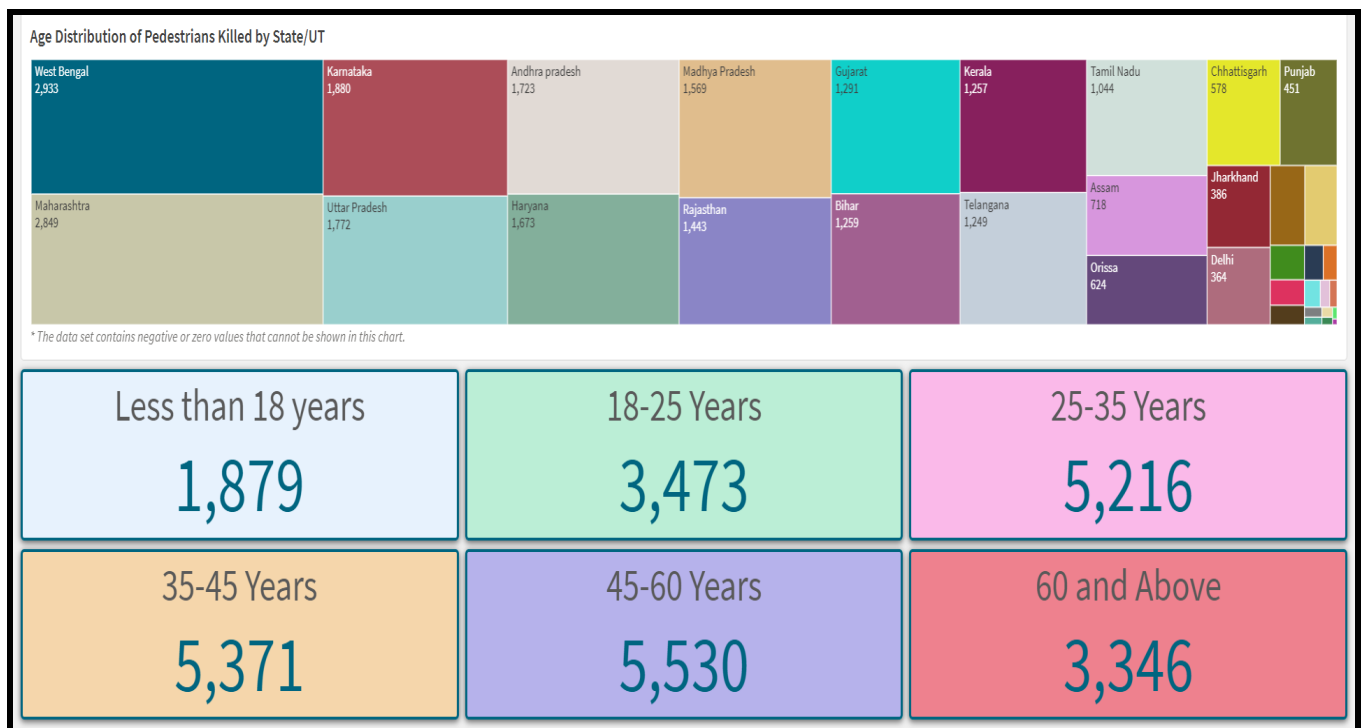 Age Distribution of Pedestrians Killed by State/UT
West Bengal
2,933
Karnataka
1,880
Andhra pradesh
1,723
Madhya Pradesh
1,569
Gujarat
1,291
Kerala
1,257
Tamil Nadu
1,044
Chhattisgarh
578
Punjab
451
Maharashtra
2,849
Uttar Pradesh
1,772
Haryana
1,673
Rajasthan
1,443
Bihar
1,259
Telangana
1,249
Assam
718
Orissa
624
Jharkhand
386
Delhi
364
* The data set contains negative or zero values that cannot be shown in this chart.
Less than 18 years
1,879
18-25 Years
3,473
25-35 Years
5,216
35-45 Years
5,371
45-60 Years
5,530
60 and Above
3,346